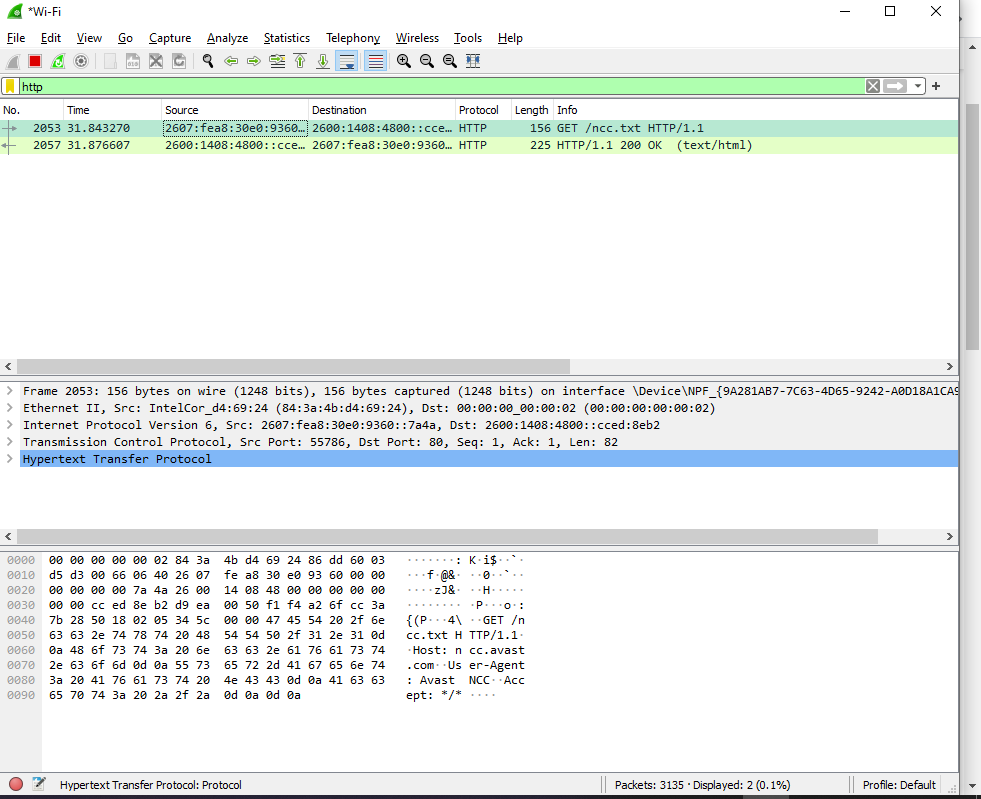 *Wi-Fi
File Edit View Go Capture Analyze Statistics Telephony Wireless Tools Help
http
No. Time Source Destination Protocol Length Info
2053 31.843270 2607:fea8:30e0:9360… 2600:1408:4800::cce… HTTP 156 GET /ncc.txt HTTP/1.1
2057 31.876607 2600:1408:4800::cce… 2607:fea8:30e0:9360… HTTP 225 HTTP/1.1 200 OK (text/html)
Frame 2053: 156 bytes on wire (1248 bits), 156 bytes captured (1248 bits) on interface \Device\NPF_{9A281AB7-7C63-4D65-9242-A0D18A1CA9
Ethernet II, Src: IntelCor_d4:69:24 (84:3a:4b:d4:69:24), Dst: 00:00:00_00:00:02 (00:00:00:00:00:02)
Internet Protocol Version 6, Src: 2607:fea8:30e0:9360::7a4a, Dst: 2600:1408:4800::cced:8eb2
Transmission Control Protocol, Src Port: 55786, Dst Port: 80, Seq: 1, Ack: 1, Len: 82
Hypertext Transfer Protocol
0000 00 00 00 00 00 02 84 3a 4b d4 69 24 86 dd 60 03 ·······: K·i$··`·
0010 d5 d3 00 66 06 40 26 07 fe a8 30 e0 93 60 00 00 ···f·@&· ··0··`··
0020 00 00 00 00 7a 4a 26 00 14 08 48 00 00 00 00 00 ····zJ&· ··H·····
0030 00 00 cc ed 8e b2 d9 ea 00 50 f1 f4 a2 6f cc 3a ········ ·P···o·:
0040 7b 28 50 18 02 05 34 5c 00 00 47 45 54 20 2f 6e {(P···4\ ··GET /n
0050 63 63 2e 74 78 74 20 48 54 54 50 2f 31 2e 31 0d cc.txt H TTP/1.1·
0060 0a 48 6f 73 74 3a 20 6e 63 63 2e 61 76 61 73 74 ·Host: n cc.avast
0070 2e 63 6f 6d 0d 0a 55 73 65 72 2d 41 67 65 6e 74 .com··Us er-Agent
0080 3a 20 41 76 61 73 74 20 4e 43 43 0d 0a 41 63 63 : Avast  NCC··Acc
0090 65 70 74 3a 20 2a 2f 2a 0d 0a 0d 0a ept: */* ····
Hypertext Transfer Protocol: Protocol Packets: 3135 · Displayed: 2 (0.1%) Profile: Default